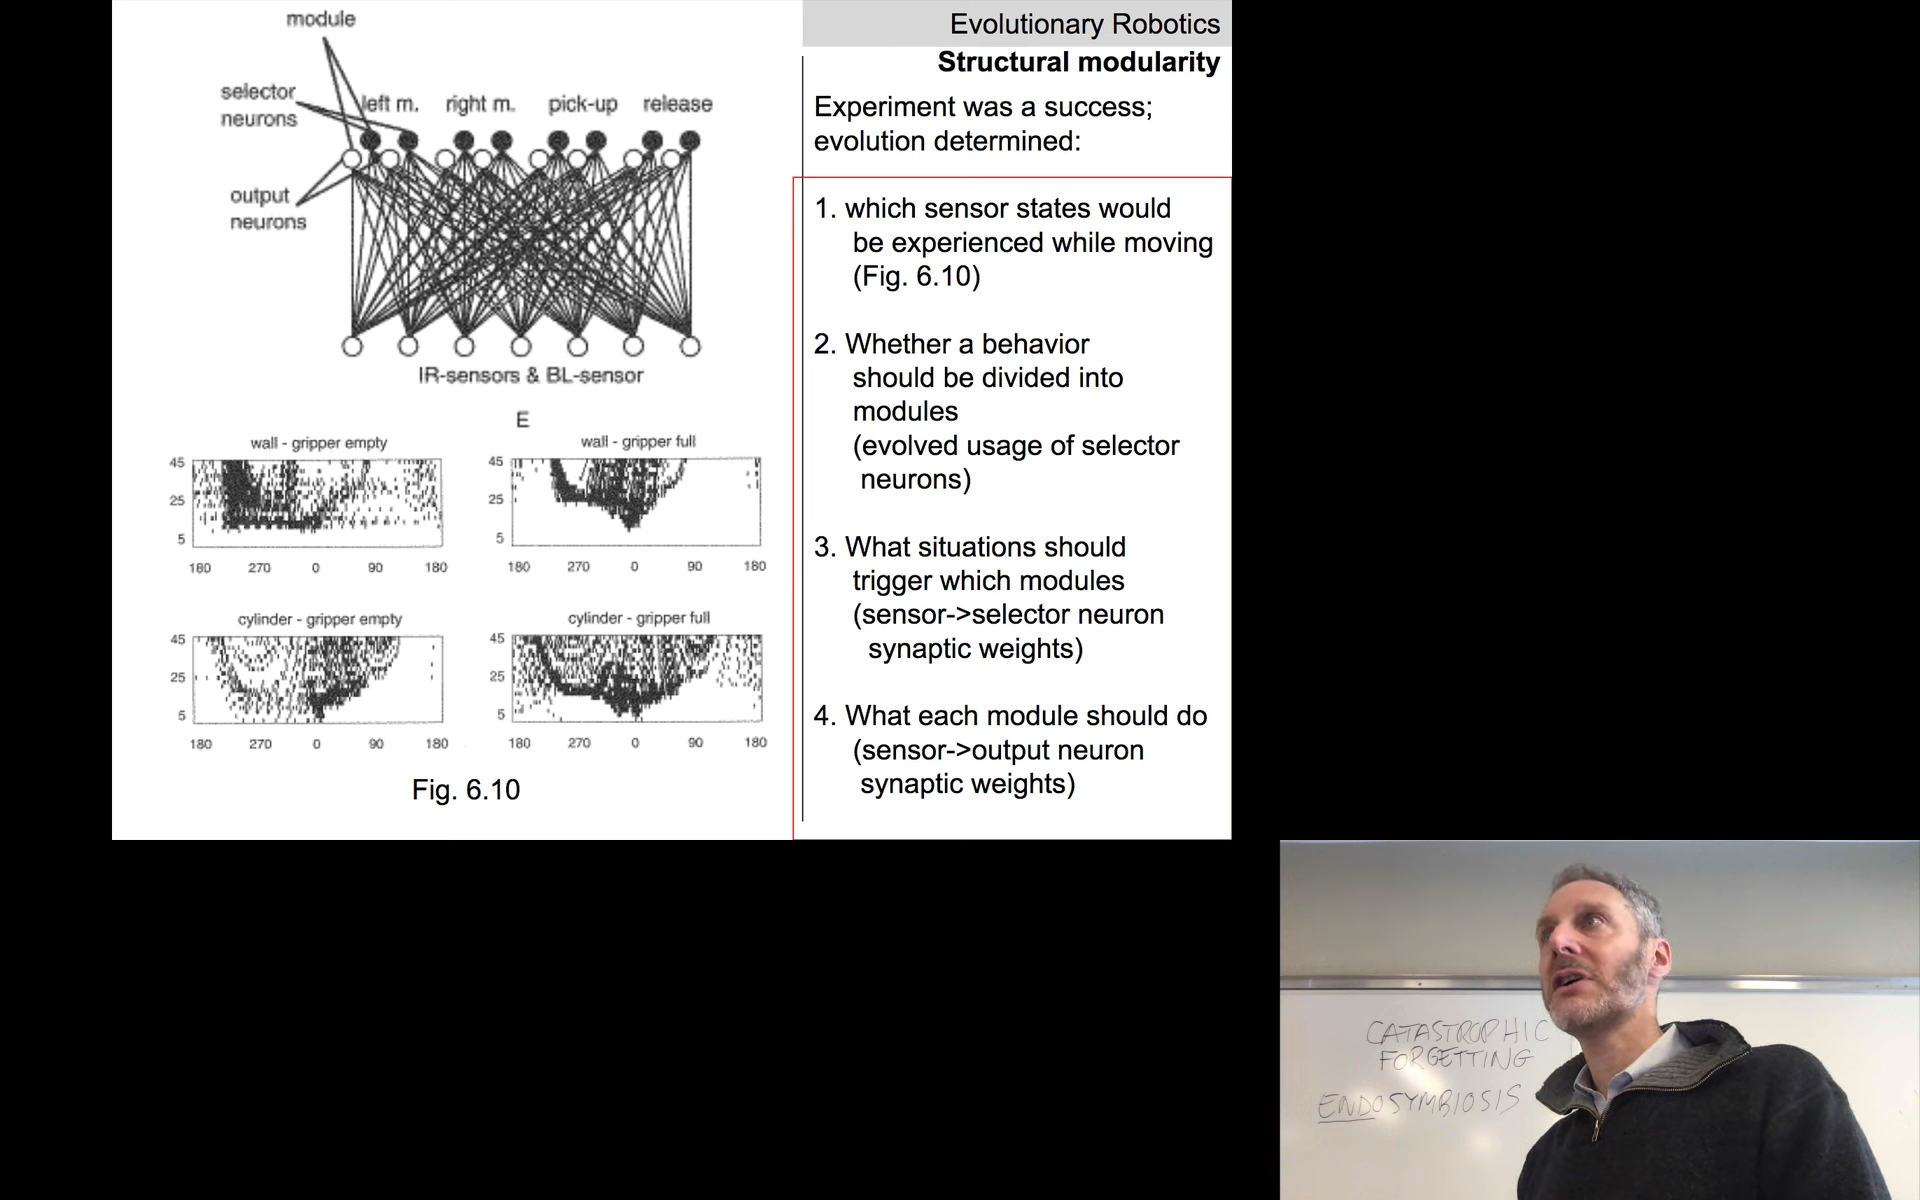 module
selector
neurons
left m. right m. pick-up release
output
neurons
IR-sensors & BL-sensor
E
wall - gripper empty
45
25
5
180 270 0 90 180
wall - gripper full
45
25
5
180 270 0 90 180
cylinder - gripper empty
45
25
5
180 270 0 90 180
cylinder - gripper full
45
25
5
180 270 0 90 180
Fig. 6.10
Evolutionary Robotics
Structural modularity
Experiment was a success;
evolution determined:
1. which sensor states would
be experienced while moving
(Fig. 6.10)
2. Whether a behavior
should be divided into
modules
(evolved usage of selector
neurons)
3. What situations should
trigger which modules
(sensor->selector neuron
synaptic weights)
4. What each module should do
(sensor->output neuron
synaptic weights)
CATASTROPHIC
FORGETTING
ENDOSYMBIOSIS